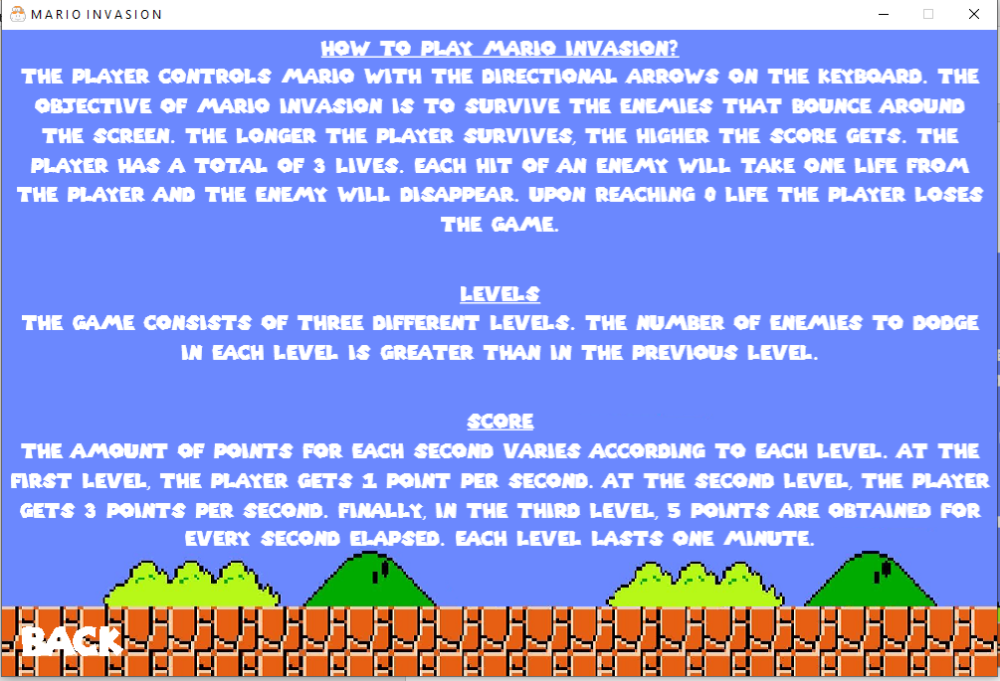 MARIO INVASION
HOW TO PLAY MARIO INVASION?
THE PLAYER CONTROLS MARIO WITH THE DIRECTIONAL ARROWS ON THE KEYBOARD. THE
OBJECTIVE OF MARIO INVASION IS TO SURVIVE THE ENEMIES THAT BOUNCE AROUND
THE SCREEN. THE LONGER THE PLAYER SURVIVES, THE HIGHER THE SCORE GETS. THE
PLAYER HAS A TOTAL OF 3 LIVES. EACH HIT OF AN ENEMY WILL TAKE ONE LIFE FROM
THE PLAYER AND THE ENEMY WILL DISAPPEAR. UPON REACHING 0 LIFE THE PLAYER LOSES
THE GAME.
LEVELS
THE GAME CONSISTS OF THREE DIFFERENT LEVELS. THE NUMBER OF ENEMIES TO DODGE
IN EACH LEVEL IS GREATER THAN IN THE PREVIOUS LEVEL.
SCORE
THE AMOUNT OF POINTS FOR EACH SECOND VARIES ACCORDING TO EACH LEVEL. AT THE
FIRST LEVEL, THE PLAYER GETS 1 POINT PER SECOND. AT THE SECOND LEVEL, THE PLAYER
GETS 3 POINTS PER SECOND. FINALLY, IN THE THIRD LEVEL, 5 POINTS ARE OBTAINED FOR
EVERY SECOND ELAPSED. EACH LEVEL LASTS ONE MINUTE.
BACK